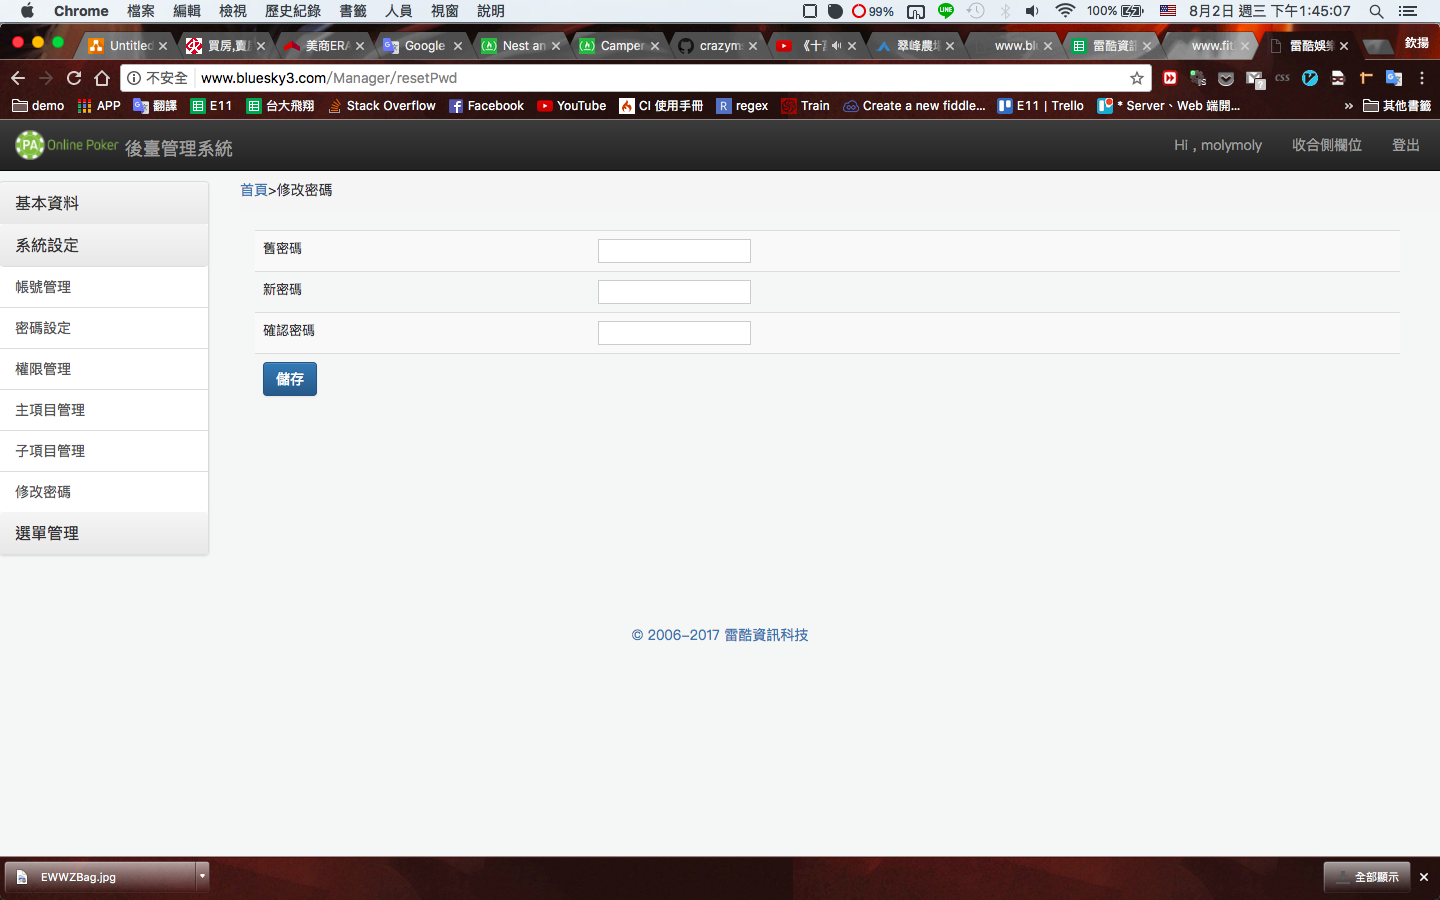 Chrome 檔案 編輯 檢視 歷史紀錄 書籤 人員 視窗 說明 99% 100% 8月2日 週三 下午1:45:07
Untitled 買房,賣 美商ERA Google Nest an Camper crazym 《十 翠峰農場 www.bl 雷酷資訊 www.fit. 雷酷娛樂 欽揚
不安全 www.bluesky3.com/Manager/resetPwd
demo APP 翻譯 E11 台大飛翔 Stack Overflow Facebook YouTube CI 使用手冊 regex Train Create a new fiddle... E11 | Trello * Server、Web 端開... » 其他書籤
PA Online Poker 後臺管理系統 Hi , molymoly 收合側欄位 登出
首頁>修改密碼
基本資料
系統設定
帳號管理
密碼設定
權限管理
主項目管理
子項目管理
修改密碼
選單管理
舊密碼
新密碼
確認密碼
儲存
© 2006-2017 雷酷資訊科技
EWWZBag.jpg 全部顯示